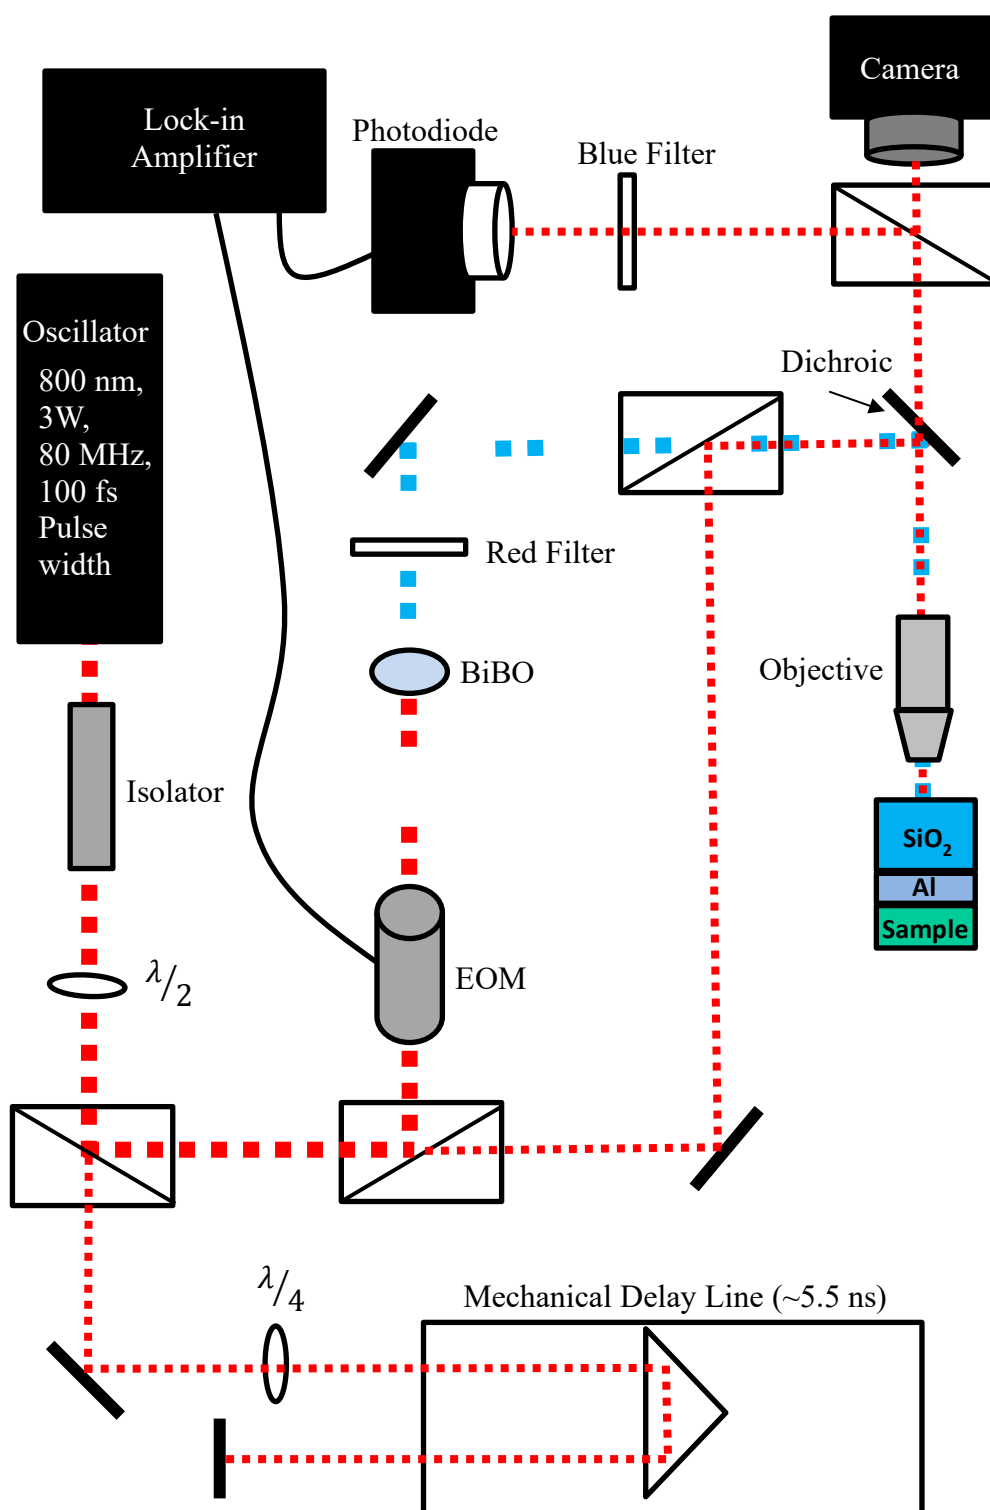 Camera
Lock-in
Amplifier
Photodiode
Blue Filter
Oscillator
800 nm,
3W,
80 MHz,
100 fs
Pulse
width
Dichroic
Red Filter
BiBO
Objective
Isolator
SiO₂
Al
Sample
λ/2
EOM
λ/4
Mechanical Delay Line (~5.5 ns)